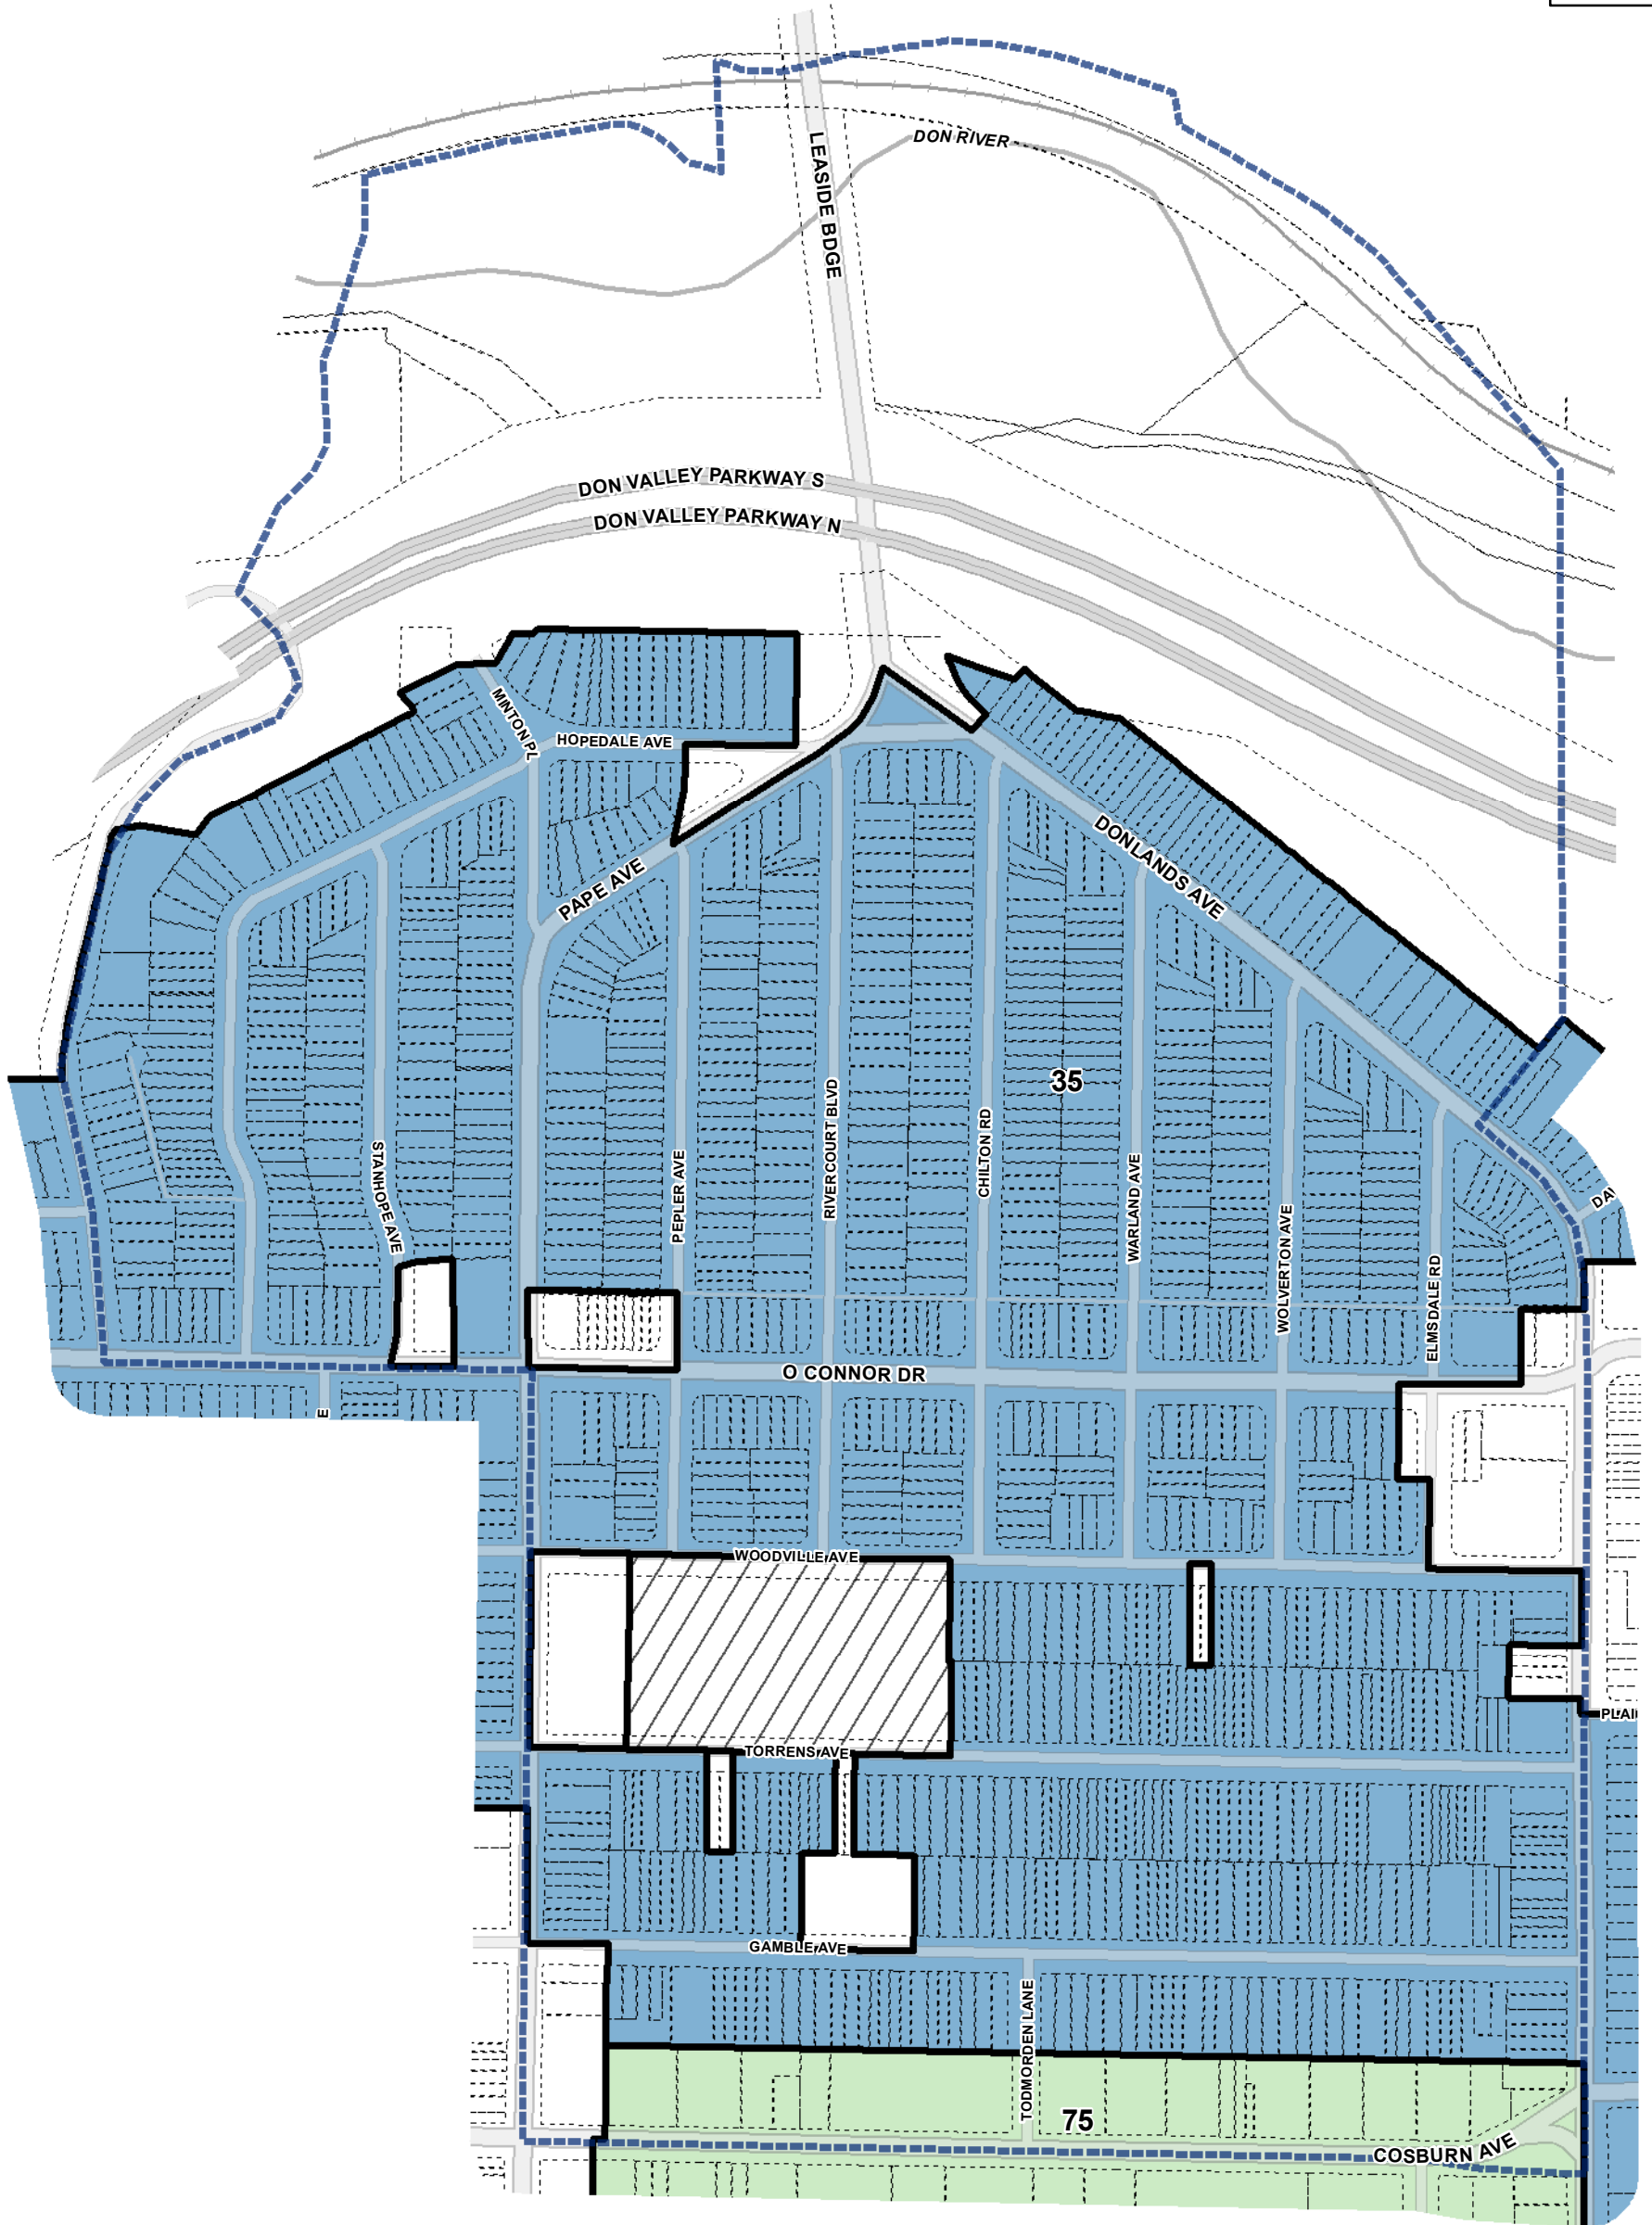 DON RIVER
LEASIDE BDGE
DON VALLEY PARKWAY S
DON VALLEY PARKWAY N
MINTON PL
HOPEDALE AVE
PAPE AVE
DONLANDS AVE
35
STANHOPE AVE
PEPLER AVE
RIVERCOURT BLVD
CHILTON RD
WARLAND AVE
WOLVERTON AVE
ELMSDALE RD
DA
O CONNOR DR
E
WOODVILLE AVE
PLAI
TORRENS AVE
GAMBLE AVE
TODMORDEN LANE
75
COSBURN AVE